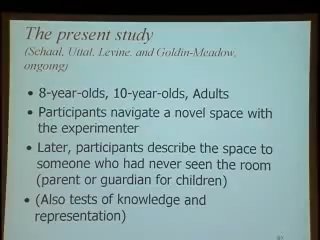 The present study
(Schaal, Uttal, Levine, and Goldin-Meadow,
ongoing)
• 8-year-olds, 10-year-olds, Adults
• Participants navigate a novel space with
the experimenter
• Later, participants describe the space to
someone who had never seen the room
(parent or guardian for children)
• (Also tests of knowledge and
representation)